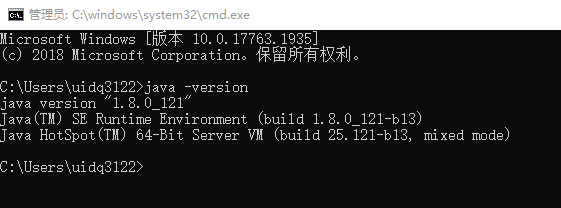 管理员: C:\windows\system32\cmd.exe
Microsoft Windows [版本 10.0.17763.1935]
(c) 2018 Microsoft Corporation。保留所有权利。
C:\Users\uidq3122>java -version
java version "1.8.0_121"
Java(TM) SE Runtime Environment (build 1.8.0_121-b13)
Java HotSpot(TM) 64-Bit Server VM (build 25.121-b13, mixed mode)
C:\Users\uidq3122>